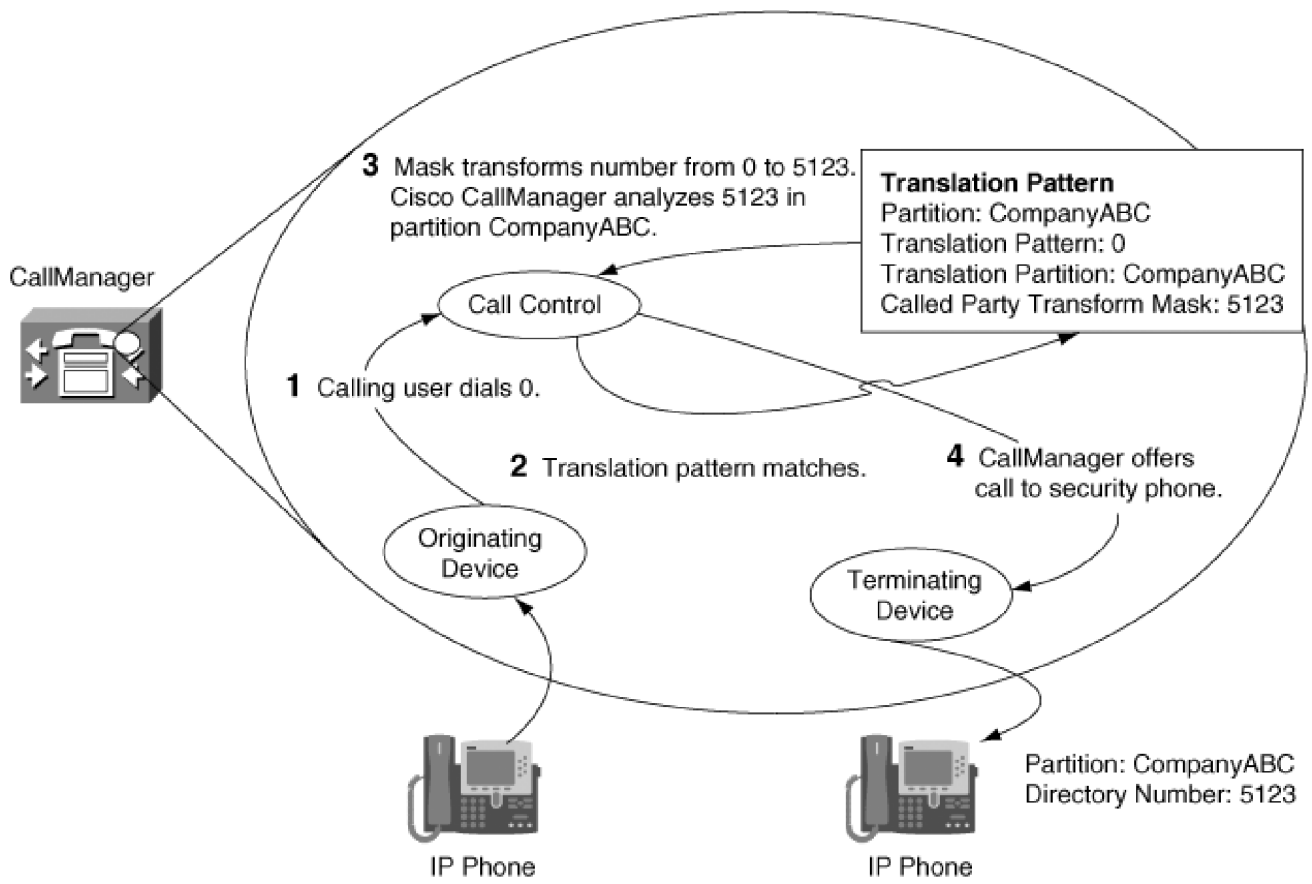 3 Mask transforms number from 0 to 5123.
Cisco CallManager analyzes 5123 in
partition CompanyABC.
Translation Pattern
Partition: CompanyABC
Translation Pattern: 0
Translation Partition: CompanyABC
Called Party Transform Mask: 5123
CallManager
Call Control
1 Calling user dials 0.
2 Translation pattern matches.
4 CallManager offers
call to security phone.
Originating
Device
Terminating
Device
Partition: CompanyABC
Directory Number: 5123
IP Phone
IP Phone